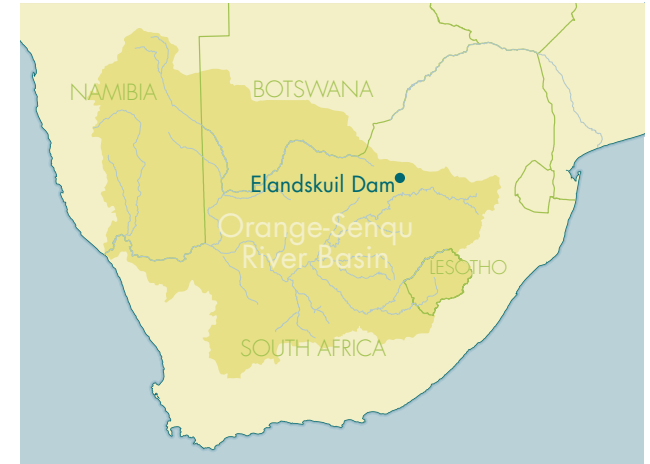 NAMIBIA
BOTSWANA
Elandskuil Dam
Orange-Senqu
River Basin
LESOTHO
SOUTH AFRICA